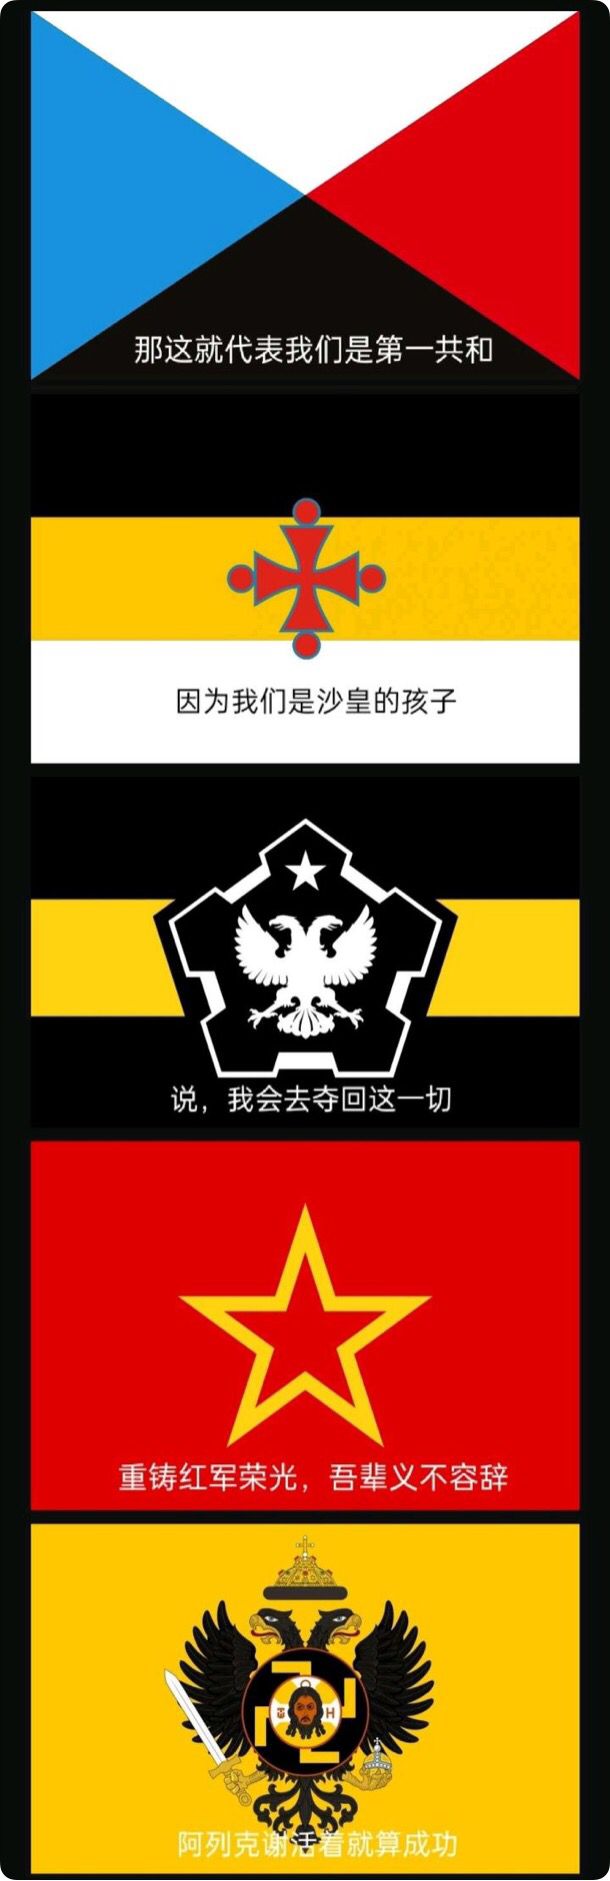 那这就代表我们是第一共和
因为我们是沙皇的孩子
说，我会去夺回这一切
重铸红军荣光，吾辈义不容辞
阿列克谢活着就算成功